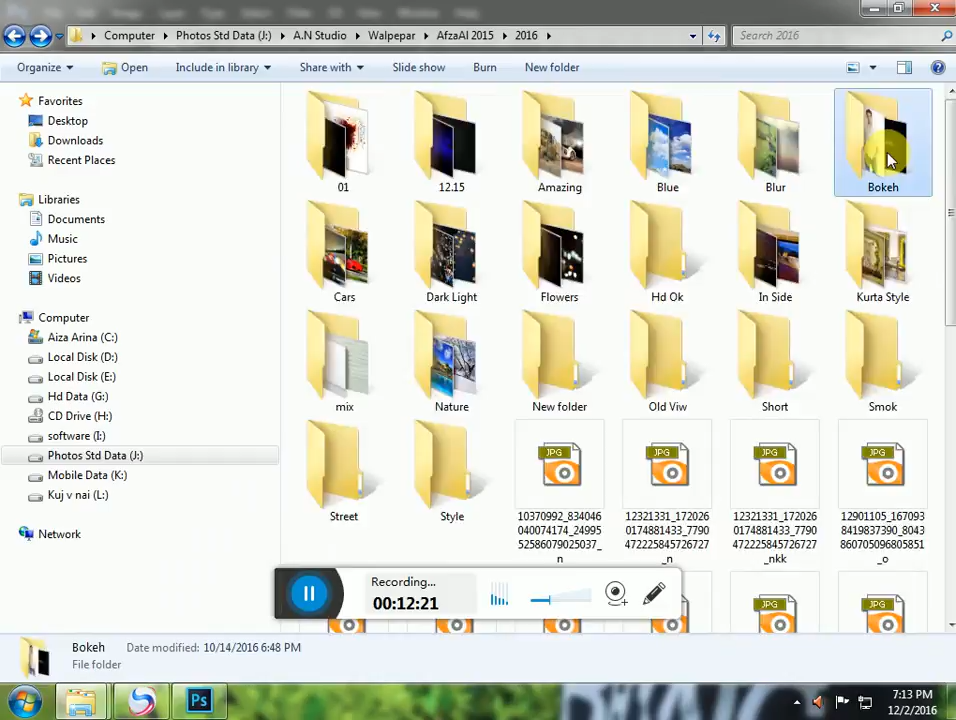 Computer ▸ Photos Std Data (J:) ▸ A.N Studio ▸ Walpepar ▸ AfzaAl 2015 ▸ 2016 ▸
Search 2016
Organize Open Include in library Share with Slide show Burn New folder
Favorites
Desktop
Downloads
Recent Places
Libraries
Documents
Music
Pictures
Videos
Computer
Aiza Arina (C:)
Local Disk (D:)
Local Disk (E:)
Hd Data (G:)
CD Drive (H:)
software (I:)
Photos Std Data (J:)
Mobile Data (K:)
Kuj v nai (L:)
Network
01 12.15 Amazing Blue Blur Bokeh
Cars Dark Light Flowers Hd Ok In Side Kurta Style
mix Nature New folder Old Viw Short Smok
Street Style
JPG JPG JPG JPG
10370992_834046 12321331_172026 12321331_172026 12901105_167093
040074174_24995 0174881433_7790 0174881433_7790 8419837390_8043
52586079025037_ 472225845726727 472225845726727 860705096805851
n _n _nkk _o
JPG JPG
Recording...
00:12:21
Bokeh Date modified: 10/14/2016 6:48 PM
File folder
Ps
7:13 PM
12/2/2016